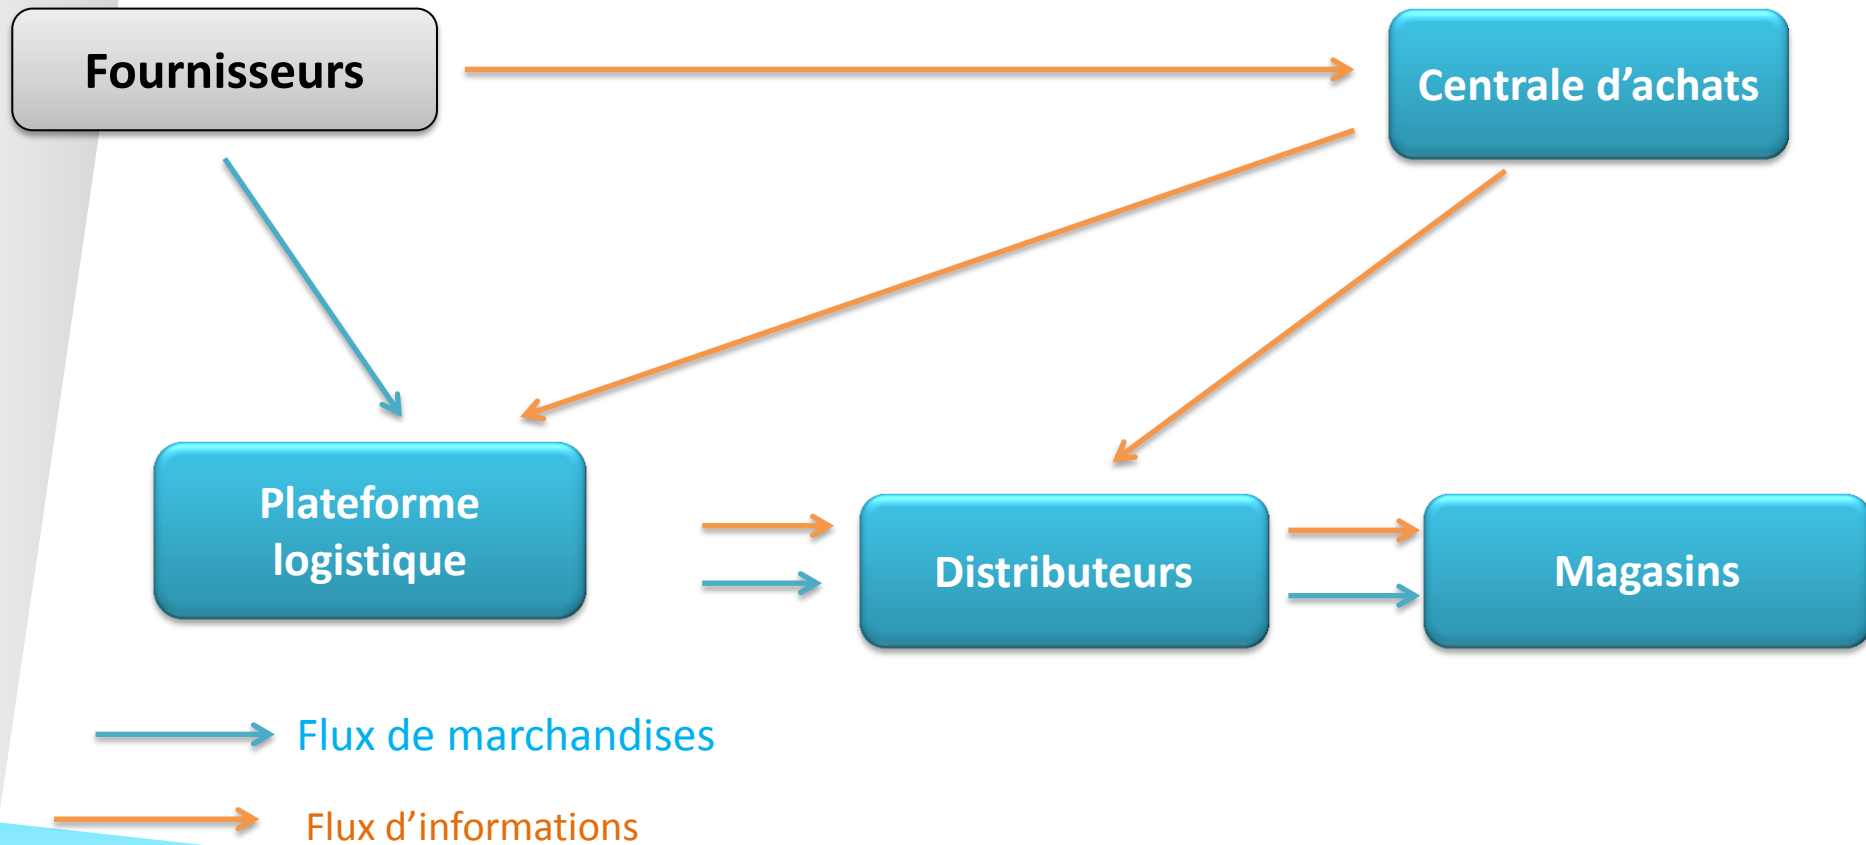 Fournisseurs
Centrale d’achats
Plateforme
logistique
Distributeurs
Magasins
Flux de marchandises
Flux d’informations